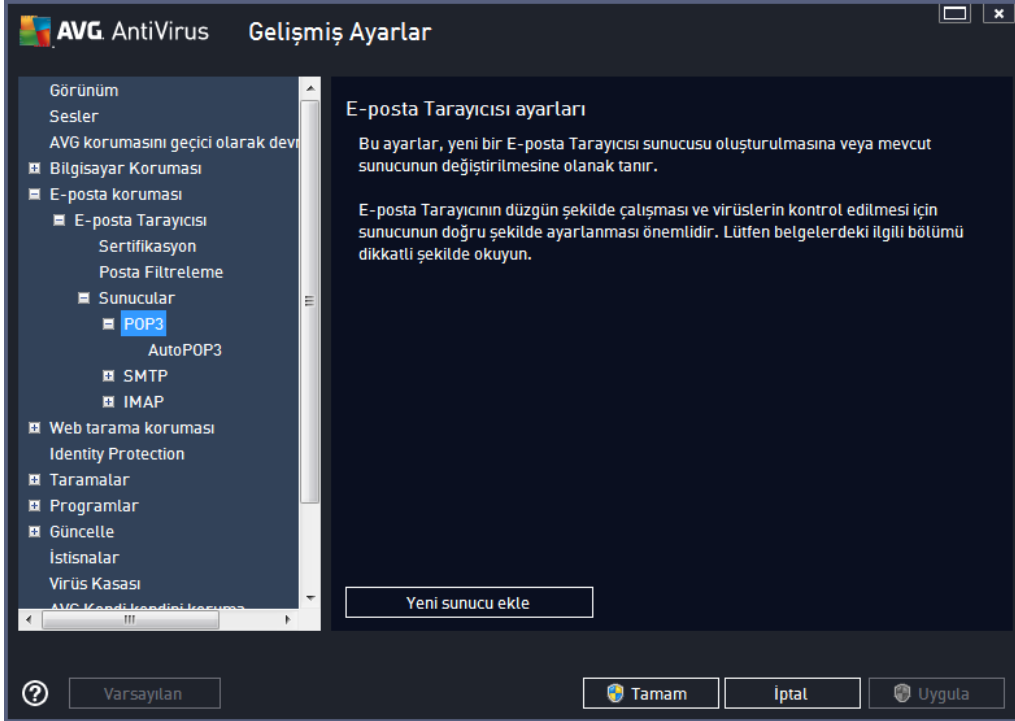 AVG AntiVirus Gelişmiş Ayarlar
Görünüm
Sesler
AVG korumasını geçici olarak devr
Bilgisayar Koruması
E-posta koruması
E-posta Tarayıcısı
Sertifikasyon
Posta Filtreleme
Sunucular
POP3
AutoPOP3
SMTP
IMAP
Web tarama koruması
Identity Protection
Taramalar
Programlar
Güncelle
İstisnalar
Virüs Kasası
AVG Kendi kendini koruma
E-posta Tarayıcısı ayarları
Bu ayarlar, yeni bir E-posta Tarayıcısı sunucusu oluşturulmasına veya mevcut
sunucunun değiştirilmesine olanak tanır.
E-posta Tarayıcının düzgün şekilde çalışması ve virüslerin kontrol edilmesi için
sunucunun doğru şekilde ayarlanması önemlidir. Lütfen belgelerdeki ilgili bölümü
dikkatli şekilde okuyun.
Yeni sunucu ekle
Varsayılan
Tamam
İptal
Uygula